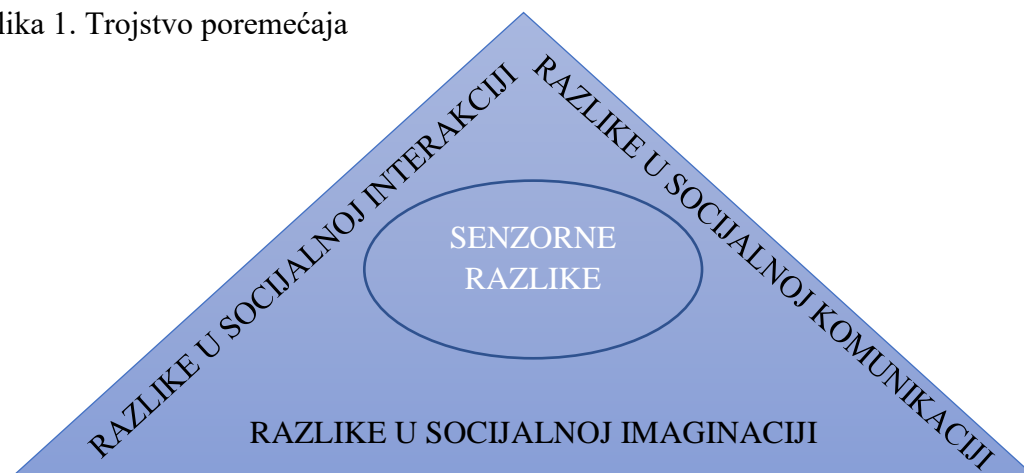 lika 1. Trojstvo poremećaja
RAZLIKE U SOCIJALNOJ INTERAKCIJI
RAZLIKE U SOCIJALNOJ KOMUNIKACIJI
SENZORNE
RAZLIKE
RAZLIKE U SOCIJALNOJ IMAGINACIJI